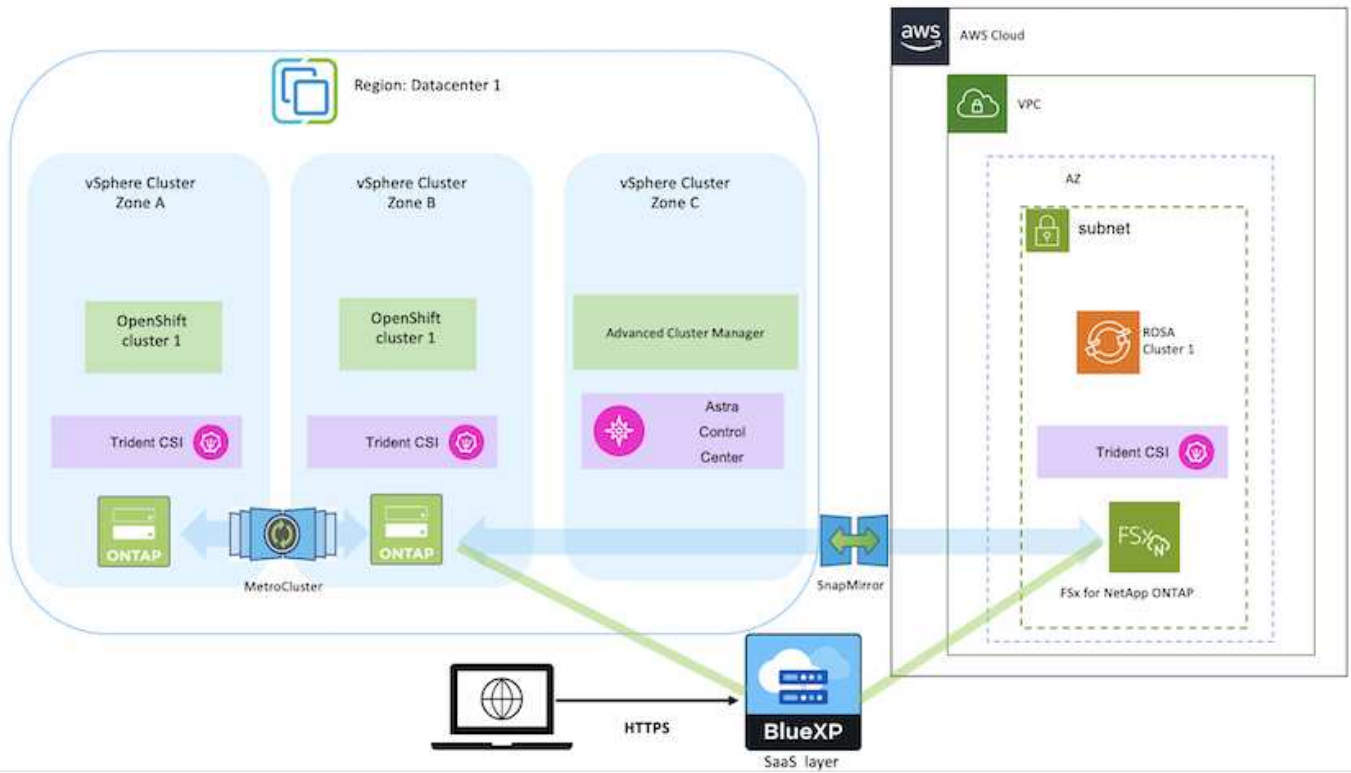 Region: Datacenter 1
vSphere Cluster
Zone A
vSphere Cluster
Zone B
vSphere Cluster
Zone C
OpenShift
cluster 1
OpenShift
cluster 1
Advanced Cluster Manager
Trident CSI
Trident CSI
Astra
Control
Center
ONTAP
ONTAP
MetroCluster
SnapMirror
aws
AWS Cloud
VPC
AZ
subnet
ROSA
Cluster 1
Trident CSI
FSx
N
FSx for NetApp ONTAP
HTTPS
BlueXP
SaaS layer